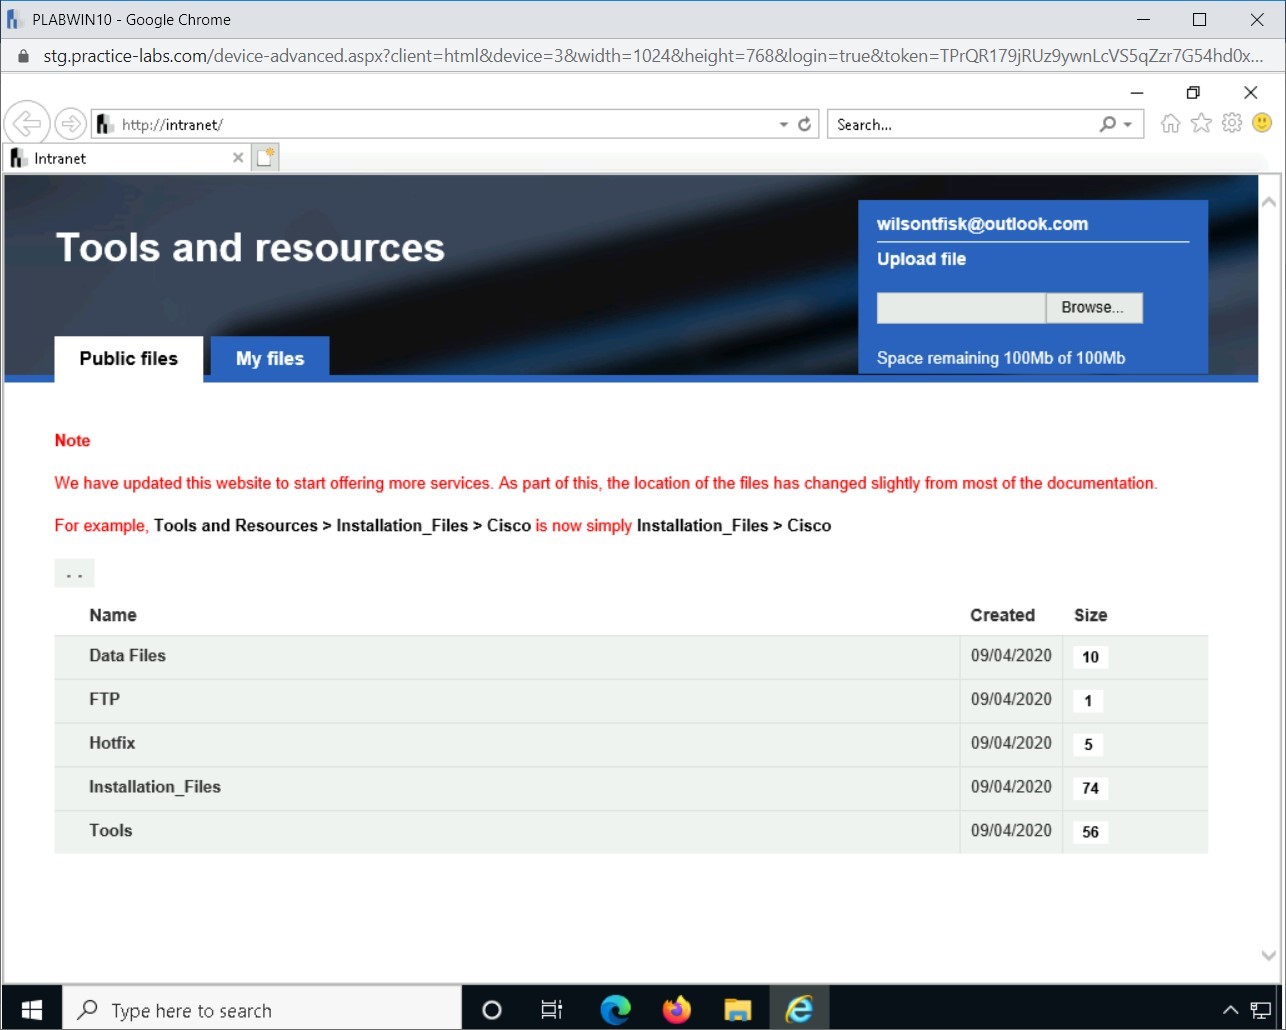 PLABWIN10 - Google Chrome
stg.practice-labs.com/device-advanced.aspx?client=html&device=3&width=1024&height=768&login=true&token=TPrQR179jRUz9ywnLcVS5qZzr7G54hd0x...
http://intranet/
Search...
Intranet
Tools and resources
wilsontfisk@outlook.com
Upload file
Browse...
Space remaining 100Mb of 100Mb
Public files
My files
Note
We have updated this website to start offering more services. As part of this, the location of the files has changed slightly from most of the documentation.
For example, Tools and Resources > Installation_Files > Cisco is now simply Installation_Files > Cisco
. .
Name Created Size
Data Files 09/04/2020 10
FTP 09/04/2020 1
Hotfix 09/04/2020 5
Installation_Files 09/04/2020 74
Tools 09/04/2020 56
Type here to search